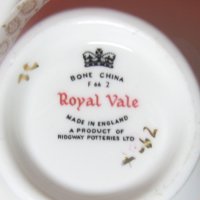 BONE CHINA
F 66 2
Royal Vale
MADE IN ENGLAND
A PRODUCT OF
RIDGWAY POTTERIES LTD